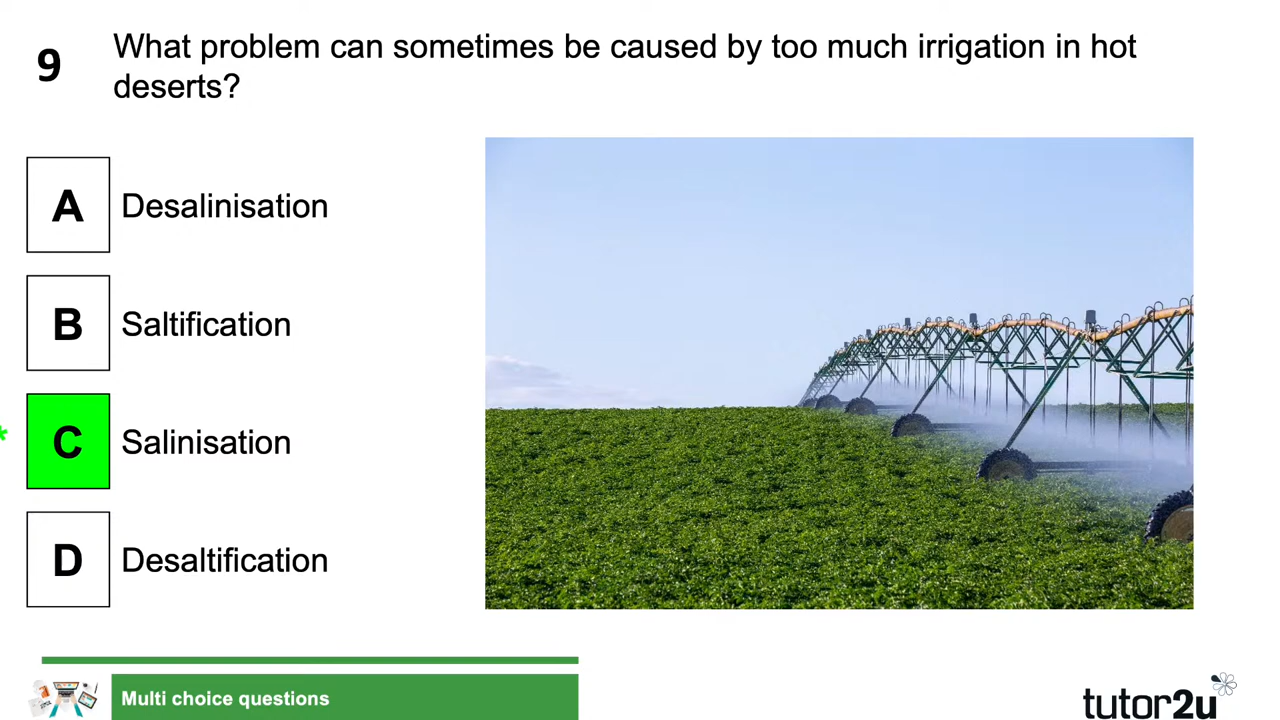 9
What problem can sometimes be caused by too much irrigation in hot
deserts?
A Desalinisation
B Saltification
* C Salinisation
D Desaltification
Multi choice questions
tutor2u